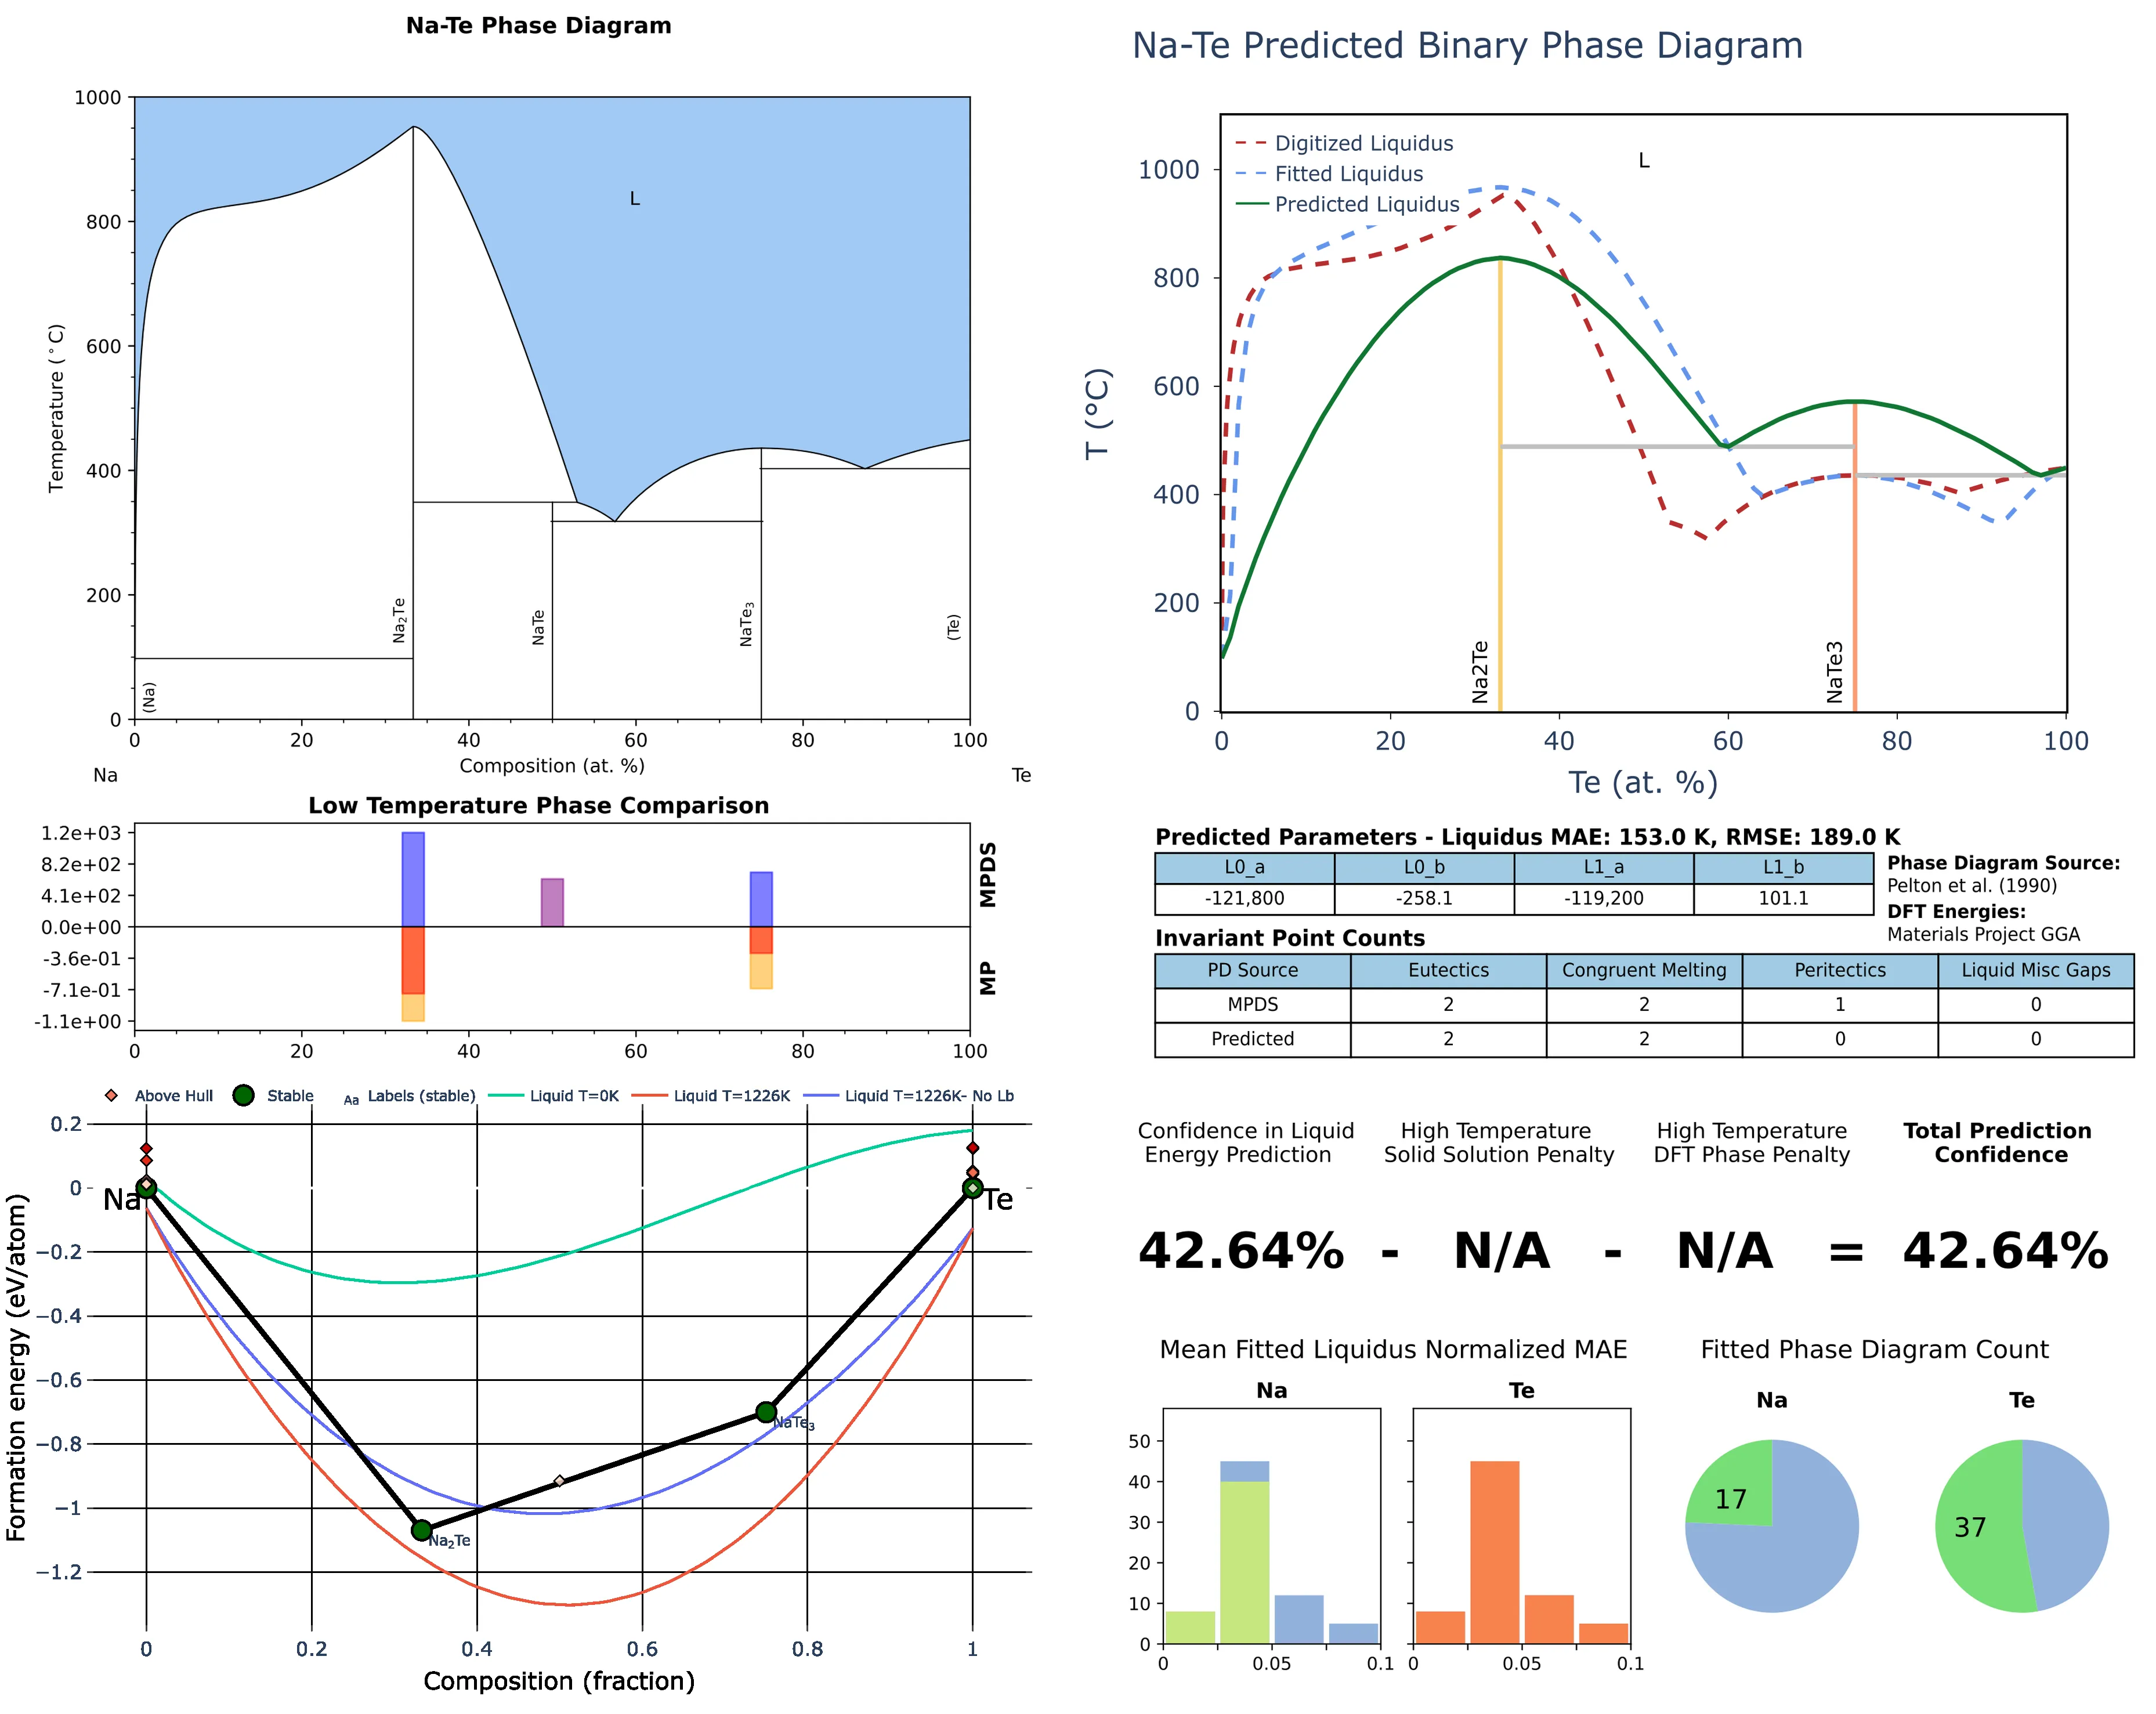 Na-Te Phase Diagram
1000
800
600
400
200
0
Temperature (°C)
L
Na₂Te
NaTe
NaTe₃
(Te)
(Na)
0 20 40 60 80 100
Composition (at. %)
Na Te
Low Temperature Phase Comparison
1.2e+03
8.2e+02
4.1e+02
0.0e+00
-3.6e-01
-7.1e-01
-1.1e+00
MPDS
MP
0 20 40 60 80 100
Above Hull Stable Aa Labels (stable) Liquid T=0K Liquid T=1226K Liquid T=1226K- No Lb
0.2
0
−0.2
−0.4
−0.6
−0.8
−1
−1.2
Formation energy (eV/atom)
Na
Te
NaTe₃
Na₂Te
0 0.2 0.4 0.6 0.8 1
Composition (fraction)
Na-Te Predicted Binary Phase Diagram
Digitized Liquidus
Fitted Liquidus
Predicted Liquidus
L
1000
800
600
400
200
0
T (°C)
Na2Te
NaTe3
0 20 40 60 80 100
Te (at. %)
Predicted Parameters - Liquidus MAE: 153.0 K, RMSE: 189.0 K
L0_a L0_b L1_a L1_b
-121,800 -258.1 -119,200 101.1
Phase Diagram Source:
Pelton et al. (1990)
DFT Energies:
Materials Project GGA
Invariant Point Counts
PD Source Eutectics Congruent Melting Peritectics Liquid Misc Gaps
MPDS 2 2 1 0
Predicted 2 2 0 0
Confidence in Liquid
Energy Prediction
High Temperature
Solid Solution Penalty
High Temperature
DFT Phase Penalty
Total Prediction
Confidence
42.64% - N/A - N/A = 42.64%
Mean Fitted Liquidus Normalized MAE
Na
Te
50
40
30
20
10
0
0 0.05 0.1
0 0.05 0.1
Fitted Phase Diagram Count
Na
Te
17
37